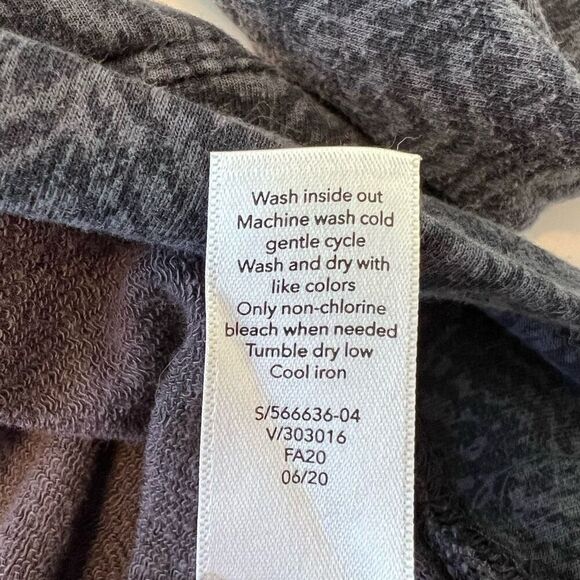 Wash inside out
Machine wash cold
gentle cycle
Wash and dry with
like colors
Only non-chlorine
bleach when needed
Tumble dry low
Cool iron
S/566636-04
V/303016
FA20
06/20